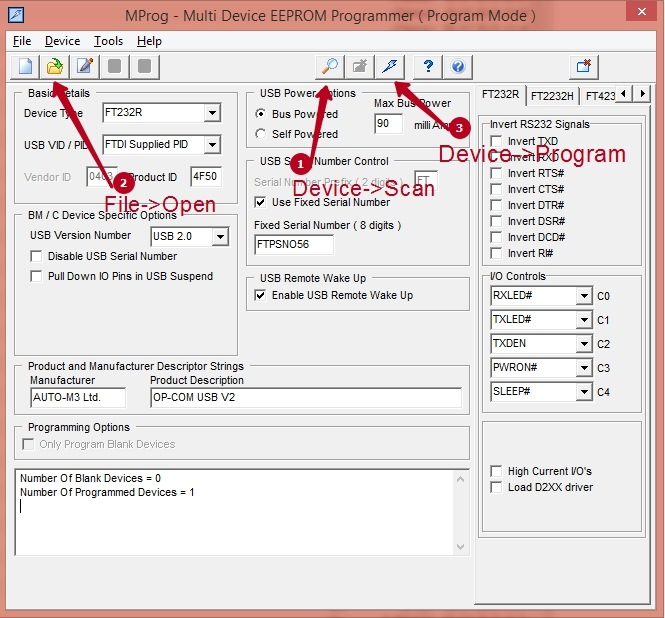 MProg - Multi Device EEPROM Programmer ( Program Mode )
File Device Tools Help
Basic Details
Device Type FT232R
USB VID / PID FTDI Supplied PID
Vendor ID 0403 Product ID 4F50
2
File->Open
BM / C Device Specific Options
USB Version Number USB 2.0
Disable USB Serial Number
Pull Down IO Pins in USB Suspend
USB Power Options
Bus Powered
Self Powered
Max Bus Power
90 milli Amps
1
Device->Scan
3
Device->Program
USB Serial Number Control
Serial Number Prefix ( 2 digits ) FT
Use Fixed Serial Number
Fixed Serial Number ( 8 digits )
FTPSNO56
USB Remote Wake Up
Enable USB Remote Wake Up
Product and Manufacturer Descriptor Strings
Manufacturer Product Description
AUTO-M3 Ltd. OP-COM USB V2
Programming Options
Only Program Blank Devices
Number Of Blank Devices = 0
Number Of Programmed Devices = 1
FT232R FT2232H FT423
Invert RS232 Signals
Invert TXD
Invert RXD
Invert RTS#
Invert CTS#
Invert DTR#
Invert DSR#
Invert DCD#
Invert RI#
I/O Controls
RXLED# C0
TXLED# C1
TXDEN C2
PWRON# C3
SLEEP# C4
High Current I/O's
Load D2XX driver